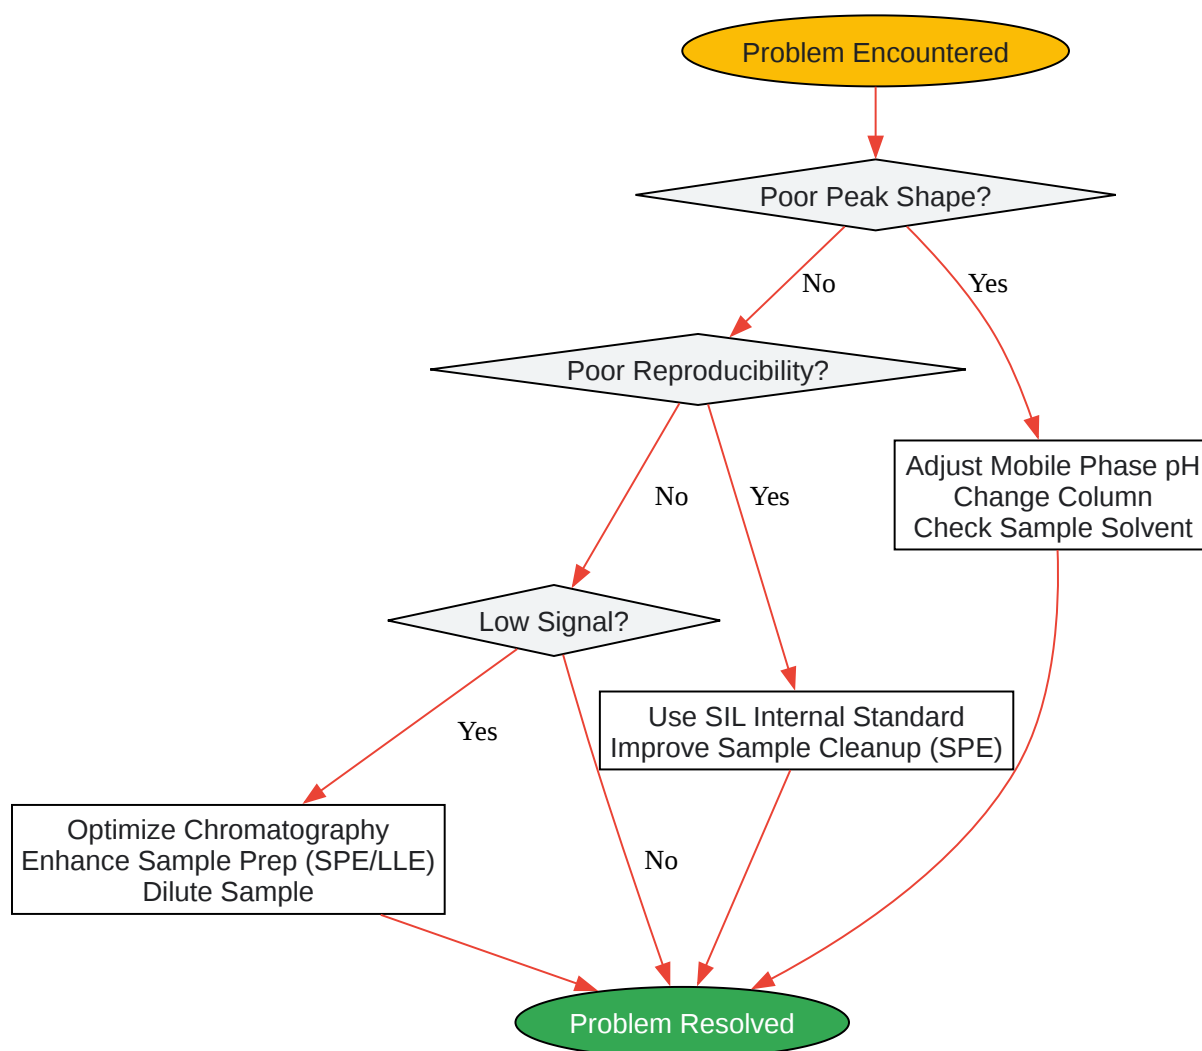 Problem Encountered
Poor Peak Shape?
No
Yes
Poor Reproducibility?
Adjust Mobile Phase pH
Change Column
Check Sample Solvent
No
Yes
Low Signal?
Use SIL Internal Standard
Improve Sample Cleanup (SPE)
Yes
Optimize Chromatography
Enhance Sample Prep (SPE/LLE)
Dilute Sample
No
Problem Resolved